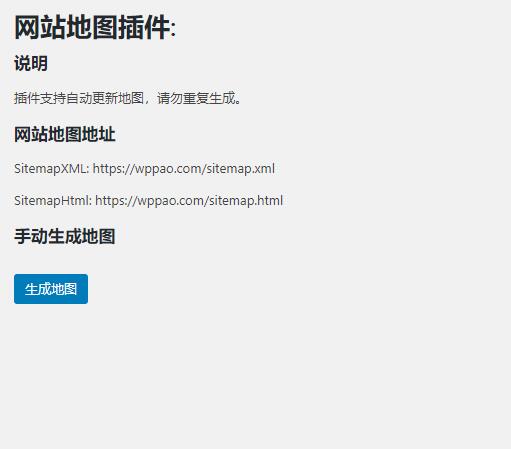 网站地图插件:
说明
插件支持自动更新地图，请勿重复生成。
网站地图地址
SitemapXML: https://wppao.com/sitemap.xml
SitemapHtml: https://wppao.com/sitemap.html
手动生成地图
生成地图